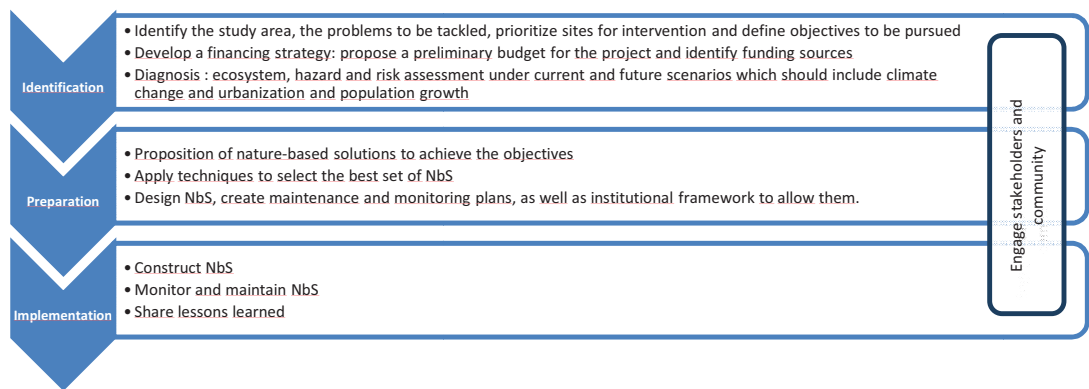 Identification
• Identify the study area, the problems to be tackled, prioritize sites for intervention and define objectives to be pursued
• Develop a financing strategy: propose a preliminary budget for the project and identify funding sources
• Diagnosis : ecosystem, hazard and risk assessment under current and future scenarios which should include climate
change and urbanization and population growth
Preparation
• Proposition of nature-based solutions to achieve the objectives
• Apply techniques to select the best set of NbS
• Design NbS, create maintenance and monitoring plans, as well as institutional framework to allow them.
Implementation
• Construct NbS
• Monitor and maintain NbS
• Share lessons learned
Engage stakeholders and
community